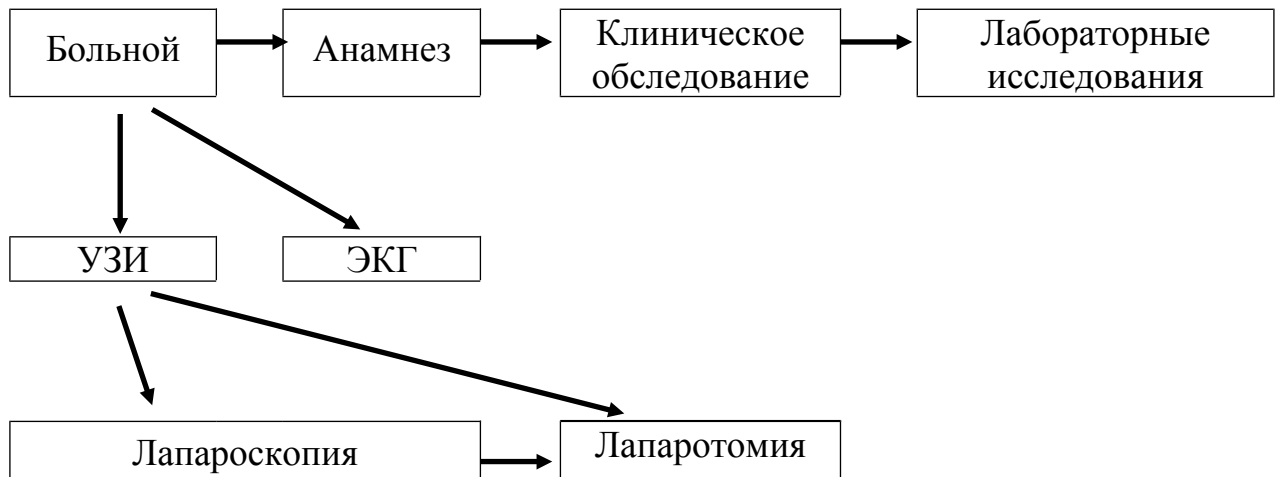 Больной
Анамнез
Клиническое
обследование
Лабораторные
исследования
УЗИ
ЭКГ
Лапароскопия
Лапаротомия